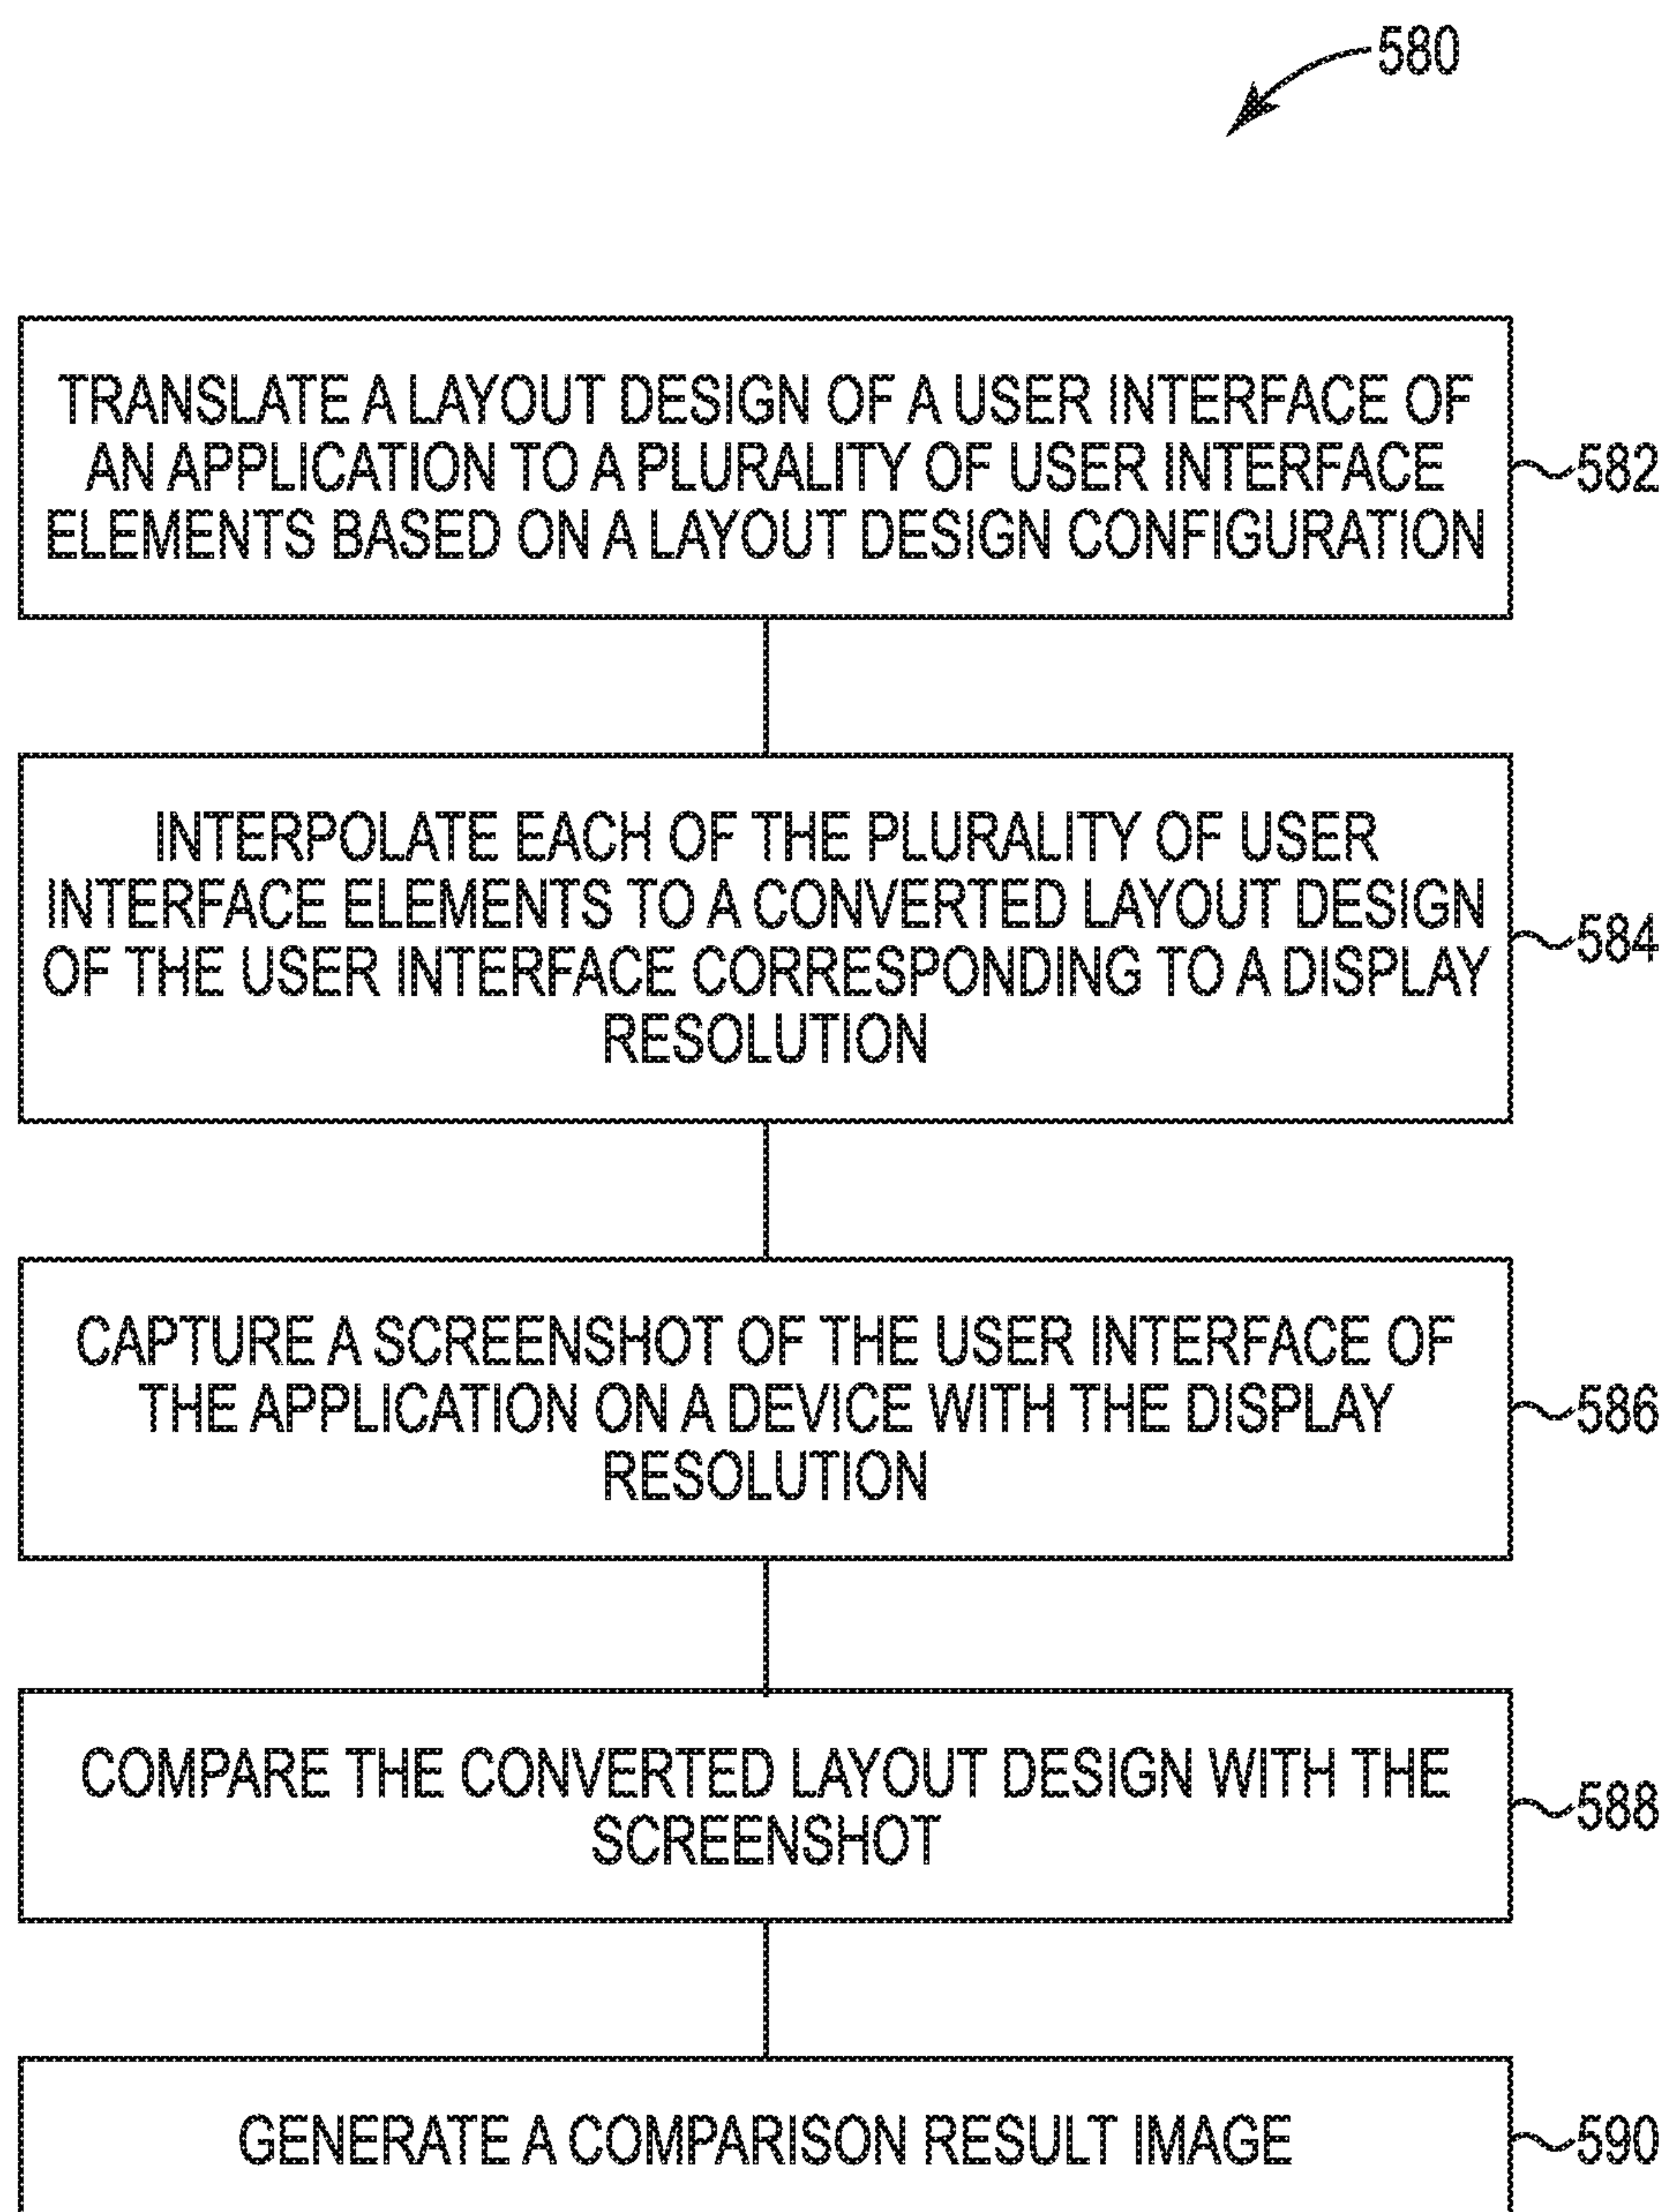 580
TRANSLATE A LAYOUT DESIGN OF A USER INTERFACE OF
AN APPLICATION TO A PLURALITY OF USER INTERFACE
ELEMENTS BASED ON A LAYOUT DESIGN CONFIGURATION
582
INTERPOLATE EACH OF THE PLURALITY OF USER
INTERFACE ELEMENTS TO A CONVERTED LAYOUT DESIGN
OF THE USER INTERFACE CORRESPONDING TO A DISPLAY
RESOLUTION
584
CAPTURE A SCREENSHOT OF THE USER INTERFACE OF
THE APPLICATION ON A DEVICE WITH THE DISPLAY
RESOLUTION
586
COMPARE THE CONVERTED LAYOUT DESIGN WITH THE
SCREENSHOT
588
GENERATE A COMPARISON RESULT IMAGE
590